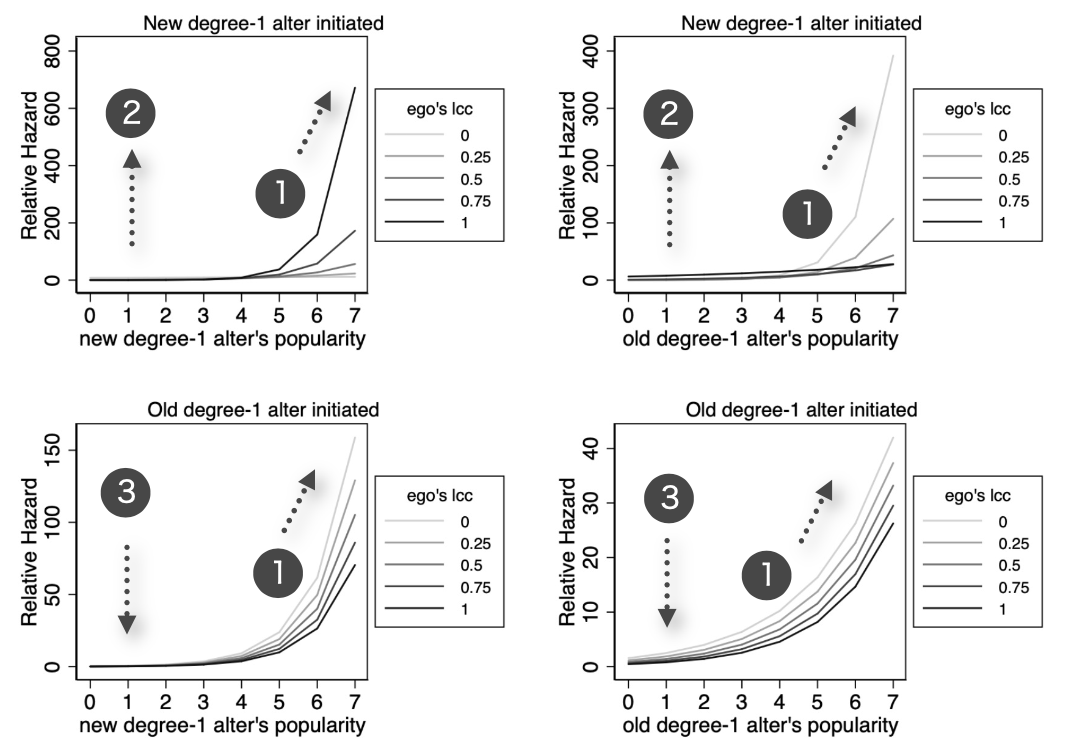 New degree-1 alter initiated
Relative Hazard
0 200 400 600 800
2
1
0 1 2 3 4 5 6 7
new degree-1 alter's popularity
ego's lcc
0
0.25
0.5
0.75
1
New degree-1 alter initiated
Relative Hazard
0 100 200 300 400
2
1
0 1 2 3 4 5 6 7
old degree-1 alter's popularity
ego's lcc
0
0.25
0.5
0.75
1
Old degree-1 alter initiated
Relative Hazard
0 50 100 150
3
1
0 1 2 3 4 5 6 7
new degree-1 alter's popularity
ego's lcc
0
0.25
0.5
0.75
1
Old degree-1 alter initiated
Relative Hazard
0 10 20 30 40
3
1
0 1 2 3 4 5 6 7
old degree-1 alter's popularity
ego's lcc
0
0.25
0.5
0.75
1